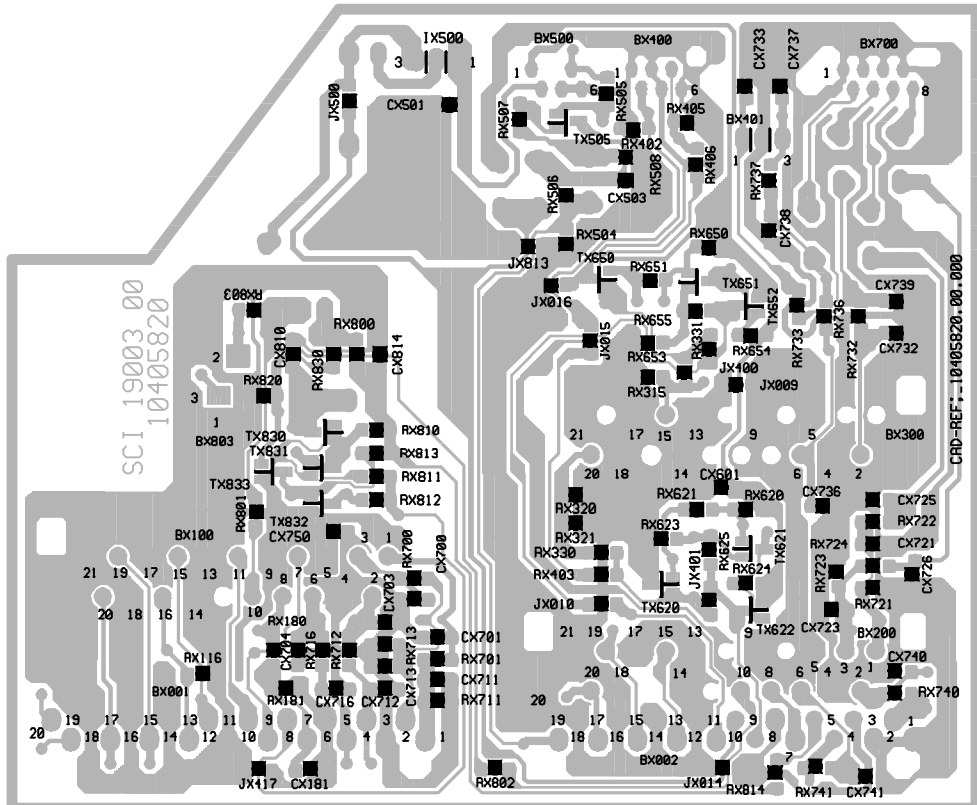 IX500
BX500
BX400
CX733
CX737
BX700
3
1
1
1
6
6
1
8
JX500
CX501
RX507
RX505
RX405
TX505
RX402
BX401
RX508
RX406
1
3
RX737
RX506
CX503
CX738
RX504
RX650
JX813
TX650
RX651
TX651
TX652
CX739
JX016
RX803
RX655
RX331
RX733
RX736
RX732
CX732
SCI 19003 00
10405820
CX810
RX830
RX800
CX814
JX015
RX653
RX654
2
RX820
RX315
JX400
JX009
3
1
BX803
TX830
TX831
TX833
RX810
RX813
RX811
RX812
21
17
15
13
9
5
BX300
20
18
14
6
4
2
CX601
CRD-REF:.10405820.00.000
RX801
TX832
CX750
RX320
RX321
RX621
RX620
CX736
CX725
RX722
CX721
RX623
RX625
TX621
RX724
RX723
CX726
BX100
3
1
RX700
CX700
RX330
RX403
JX010
JX401
RX624
21
19
17
15
13
11
9
8
7
6
5
4
2
CX703
TX620
TX622
CX723
RX721
20
18
16
14
10
RX180
CX704
RX716
RX712
RX713
CX701
RX701
CX711
RX711
21
19
17
15
13
9
BX200
5
3
1
CX740
RX740
RX116
BX001
RX181
CX716
CX712
CX713
20
18
14
10
8
6
4
2
20
19
17
15
13
11
9
7
5
3
20
18
16
14
12
10
8
6
4
2
1
19
17
15
13
11
9
5
3
1
18
16
14
12
10
8
7
4
2
BX002
JX417
CX181
RX802
JX014
RX814
RX741
CX741